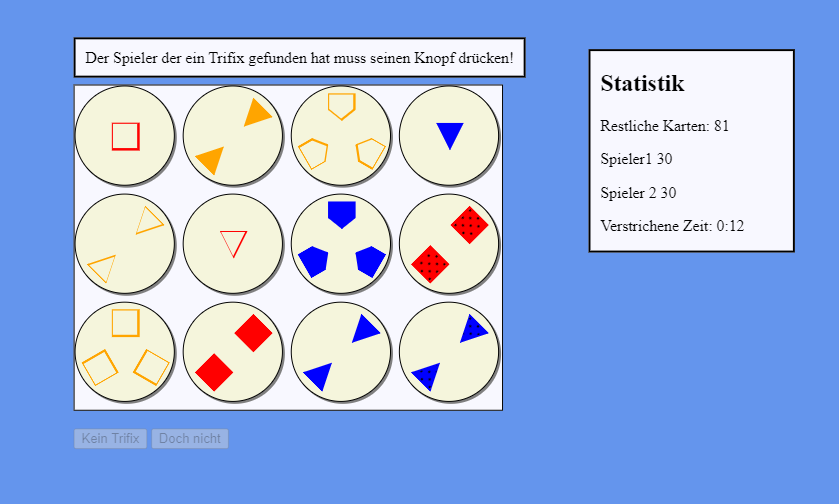 Der Spieler der ein Trifix gefunden hat muss seinen Knopf drücken!
Statistik
Restliche Karten: 81
Spieler1 30
Spieler 2 30
Verstrichene Zeit: 0:12
Kein Trifix
Doch nicht